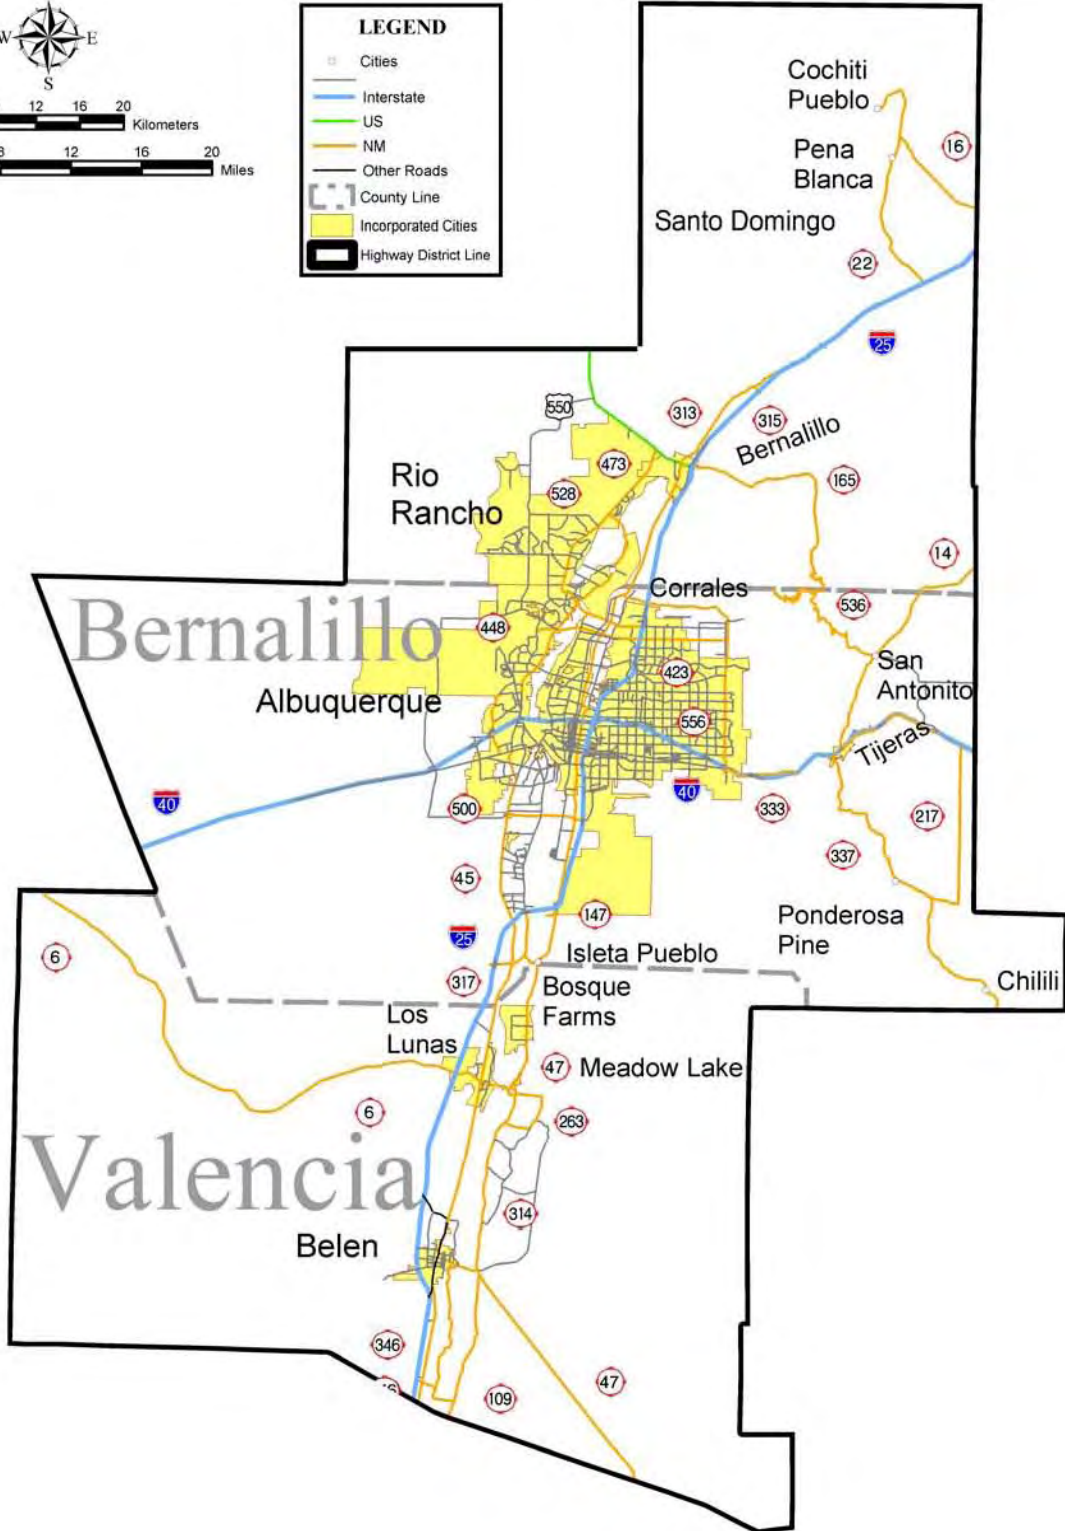 W E
S
12 16 20
Kilometers
8 12 16 20
Miles
LEGEND
Cities
Interstate
US
NM
Other Roads
County Line
Incorporated Cities
Highway District Line
Cochiti
Pueblo
16
Pena
Blanca
Santo Domingo
22
25
550
313
315
Bernalillo
473
165
Rio
Rancho
528
14
Corrales
536
Bernalillo
448
San
Antonito
423
Albuquerque
556
Tijeras
40
40
500
333
217
337
45
147
Ponderosa
Pine
25
Isleta Pueblo
6
317
Chilili
Bosque
Farms
Los
Lunas
47
Meadow Lake
6
263
Valencia
314
Belen
346
47
109